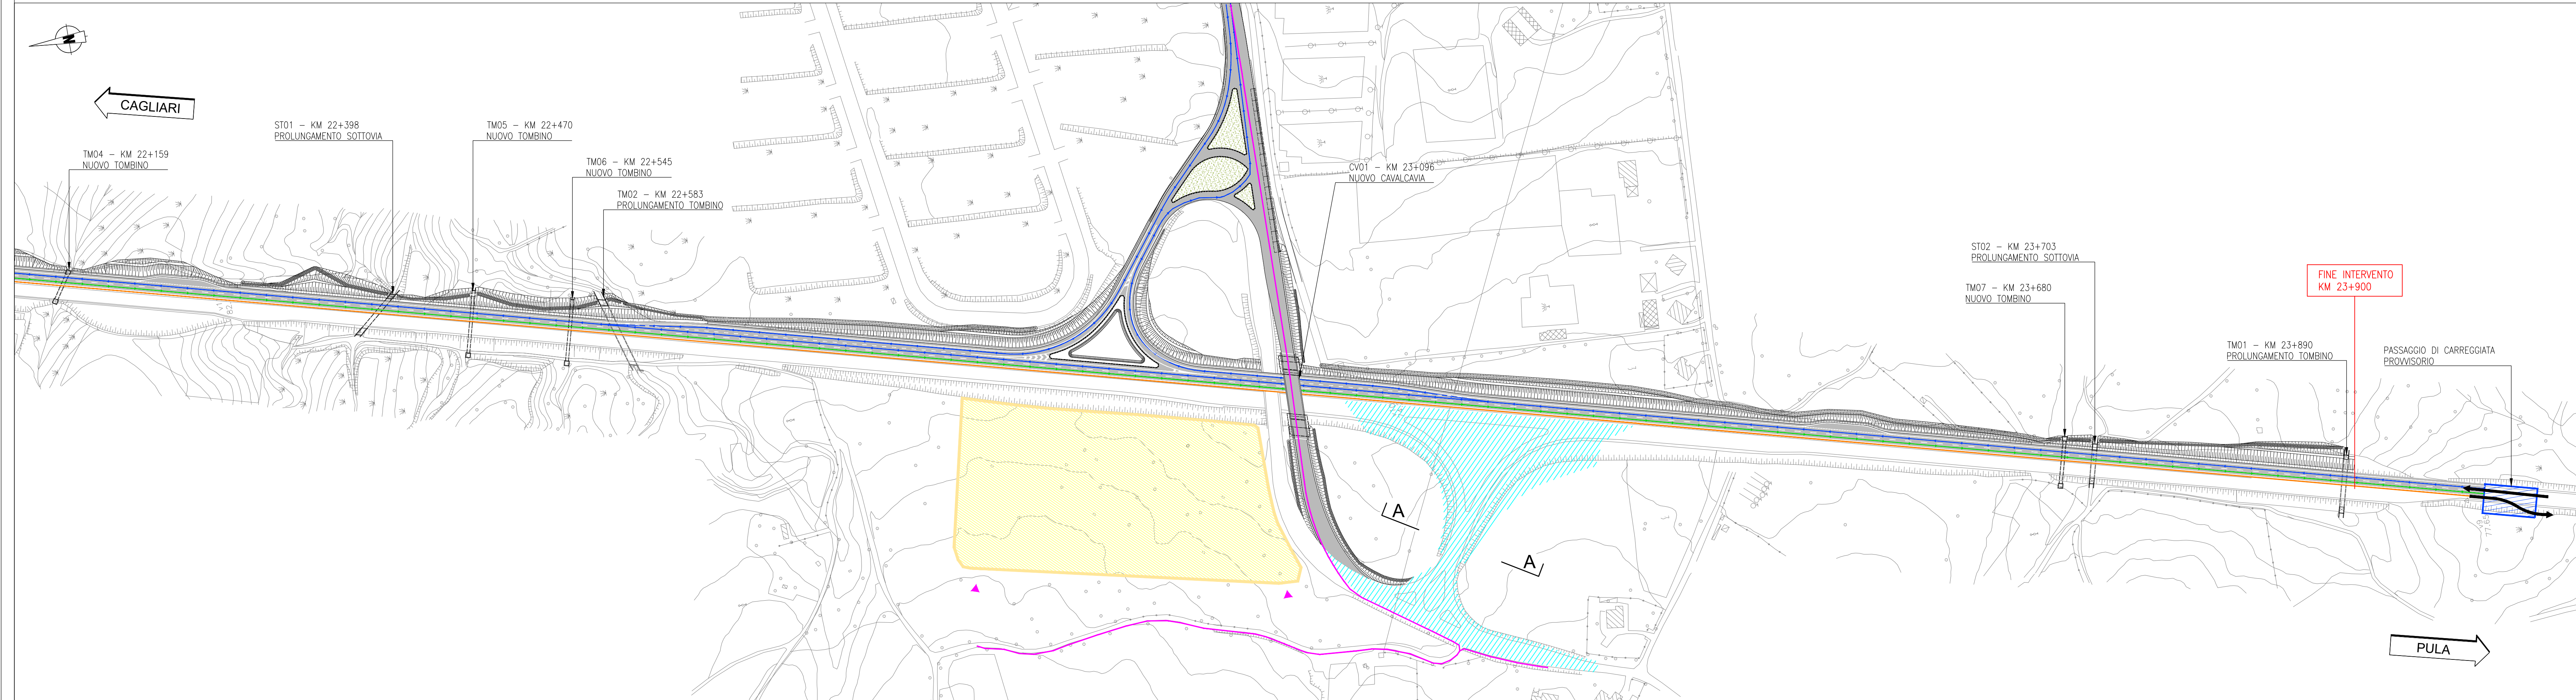 N
CAGLIARI
TM04 – KM 22+159
NUOVO TOMBINO
ST01 – KM 22+398
PROLUNGAMENTO SOTTOVIA
TM05 – KM 22+470
NUOVO TOMBINO
TM06 – KM 22+545
NUOVO TOMBINO
TM02 – KM 22+583
PROLUNGAMENTO TOMBINO
CV01 – KM 23+096
NUOVO CAVALCAVIA
ST02 – KM 23+703
PROLUNGAMENTO SOTTOVIA
TM07 – KM 23+680
NUOVO TOMBINO
FINE INTERVENTO
KM 23+900
TM01 – KM 23+890
PROLUNGAMENTO TOMBINO
PASSAGGIO DI CARREGGIATA
PROVVISORIO
A
A
PULA